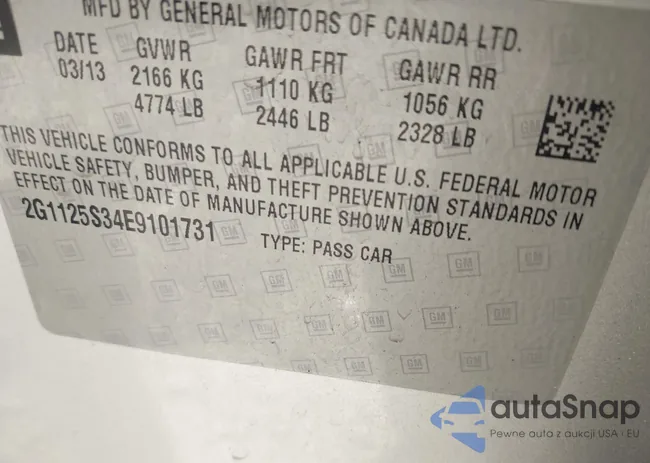 MFD BY GENERAL MOTORS OF CANADA LTD.
DATE GVWR GAWR FRT GAWR RR
03/13 2166 KG 1110 KG 1056 KG
4774 LB 2446 LB 2328 LB
THIS VEHICLE CONFORMS TO ALL APPLICABLE U.S. FEDERAL MOTOR
VEHICLE SAFETY, BUMPER, AND THEFT PREVENTION STANDARDS IN
EFFECT ON THE DATE OF MANUFACTURE SHOWN ABOVE.
2G1125S34E9101731 TYPE: PASS CAR
GM
autaSnap
Pewne auta z aukcji USA i EU